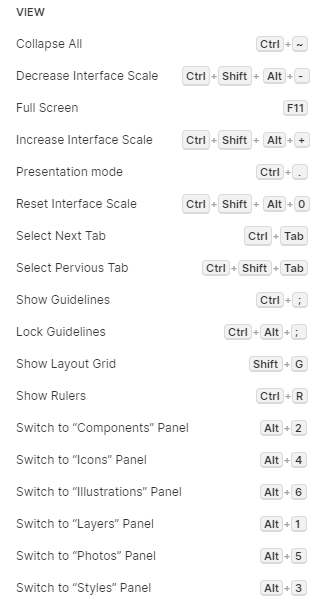 VIEW
Collapse All Ctrl + ~
Decrease Interface Scale Ctrl + Shift + Alt + -
Full Screen F11
Increase Interface Scale Ctrl + Shift + Alt + +
Presentation mode Ctrl + .
Reset Interface Scale Ctrl + Shift + Alt + 0
Select Next Tab Ctrl + Tab
Select Pervious Tab Ctrl + Shift + Tab
Show Guidelines Ctrl + ;
Lock Guidelines Ctrl + Alt + ;
Show Layout Grid Shift + G
Show Rulers Ctrl + R
Switch to “Components” Panel Alt + 2
Switch to “Icons” Panel Alt + 4
Switch to “Illustrations” Panel Alt + 6
Switch to “Layers” Panel Alt + 1
Switch to “Photos” Panel Alt + 5
Switch to “Styles” Panel Alt + 3